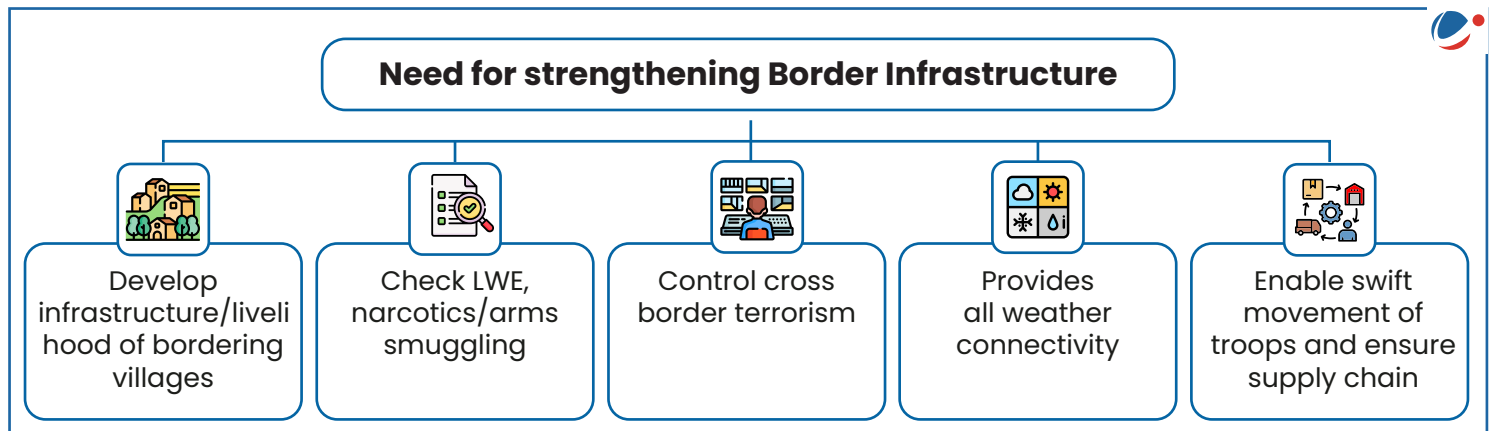 Need for strengthening Border Infrastructure
Develop
infrastructure/liveli
hood of bordering
villages
Check LWE,
narcotics/arms
smuggling
Control cross
border terrorism
Provides
all weather
connectivity
Enable swift
movement of
troops and ensure
supply chain